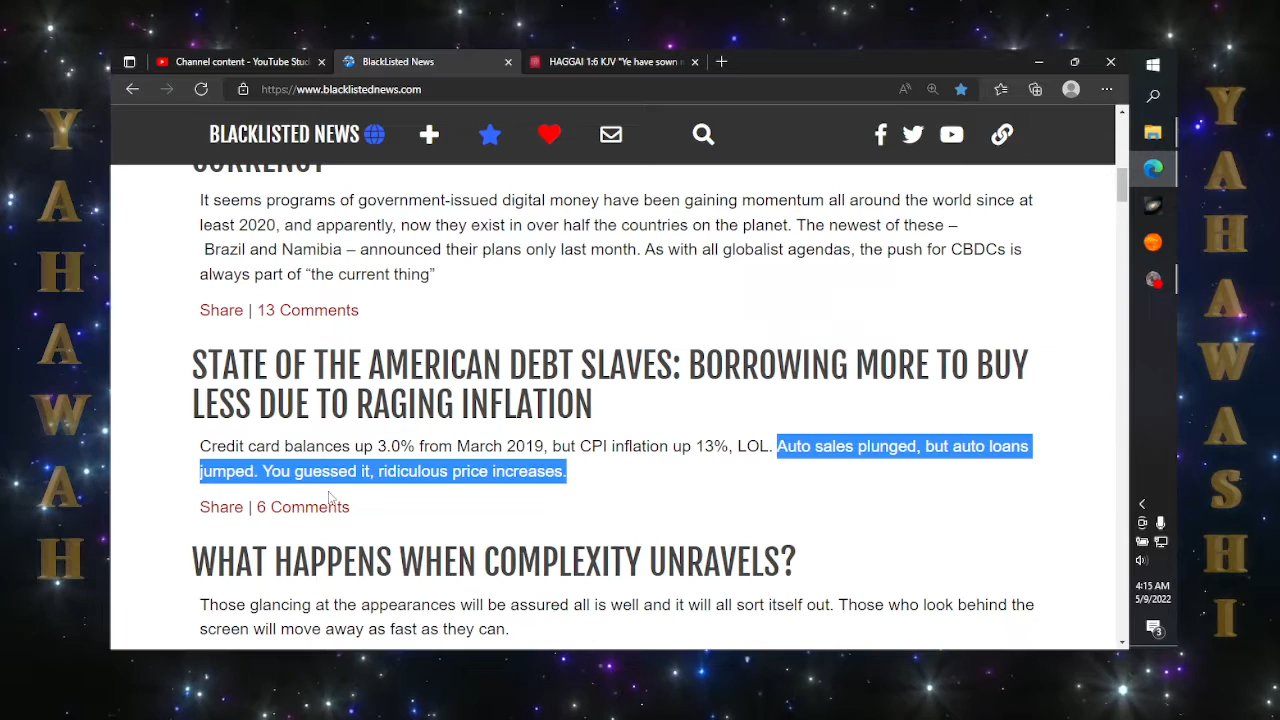 Channel content - YouTube Stud
BlackListed News
HAGGAI 1:6 KJV "Ye have sown m
https://www.blacklistednews.com
BLACKLISTED NEWS
CURRENCY
It seems programs of government-issued digital money have been gaining momentum all around the world since at
least 2020, and apparently, now they exist in over half the countries on the planet. The newest of these –
Brazil and Namibia – announced their plans only last month. As with all globalist agendas, the push for CBDCs is
always part of “the current thing”
Share | 13 Comments
STATE OF THE AMERICAN DEBT SLAVES: BORROWING MORE TO BUY
LESS DUE TO RAGING INFLATION
Credit card balances up 3.0% from March 2019, but CPI inflation up 13%, LOL. Auto sales plunged, but auto loans
jumped. You guessed it, ridiculous price increases.
Share | 6 Comments
WHAT HAPPENS WHEN COMPLEXITY UNRAVELS?
Those glancing at the appearances will be assured all is well and it will all sort itself out. Those who look behind the
screen will move away as fast as they can.
4:15 AM
5/9/2022
3
YAHAWAH
YAHAWASHI